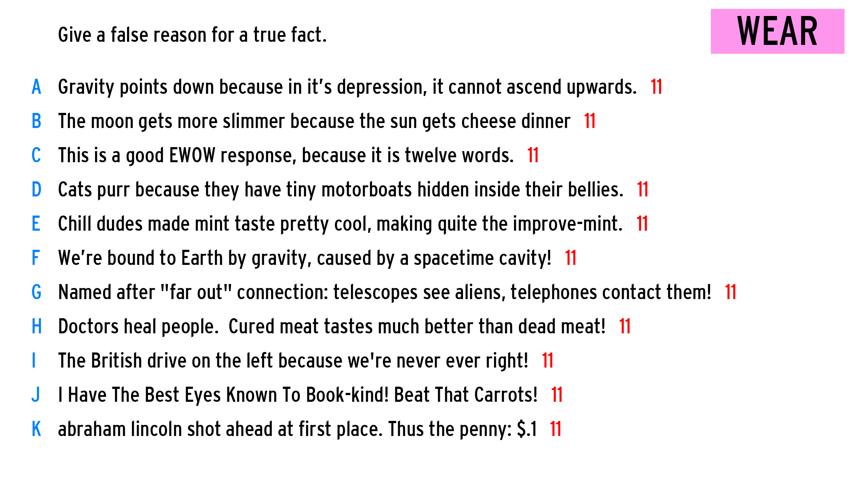 Give a false reason for a true fact.
WEAR
A Gravity points down because in it's depression, it cannot ascend upwards. 11
B The moon gets more slimmer because the sun gets cheese dinner 11
C This is a good EWOW response, because it is twelve words. 11
D Cats purr because they have tiny motorboats hidden inside their bellies. 11
E Chill dudes made mint taste pretty cool, making quite the improve-mint. 11
F We're bound to Earth by gravity, caused by a spacetime cavity! 11
G Named after "far out" connection: telescopes see aliens, telephones contact them! 11
H Doctors heal people.  Cured meat tastes much better than dead meat! 11
I The British drive on the left because we're never ever right! 11
J I Have The Best Eyes Known To Book-kind! Beat That Carrots! 11
K abraham lincoln shot ahead at first place. Thus the penny: $.1 11